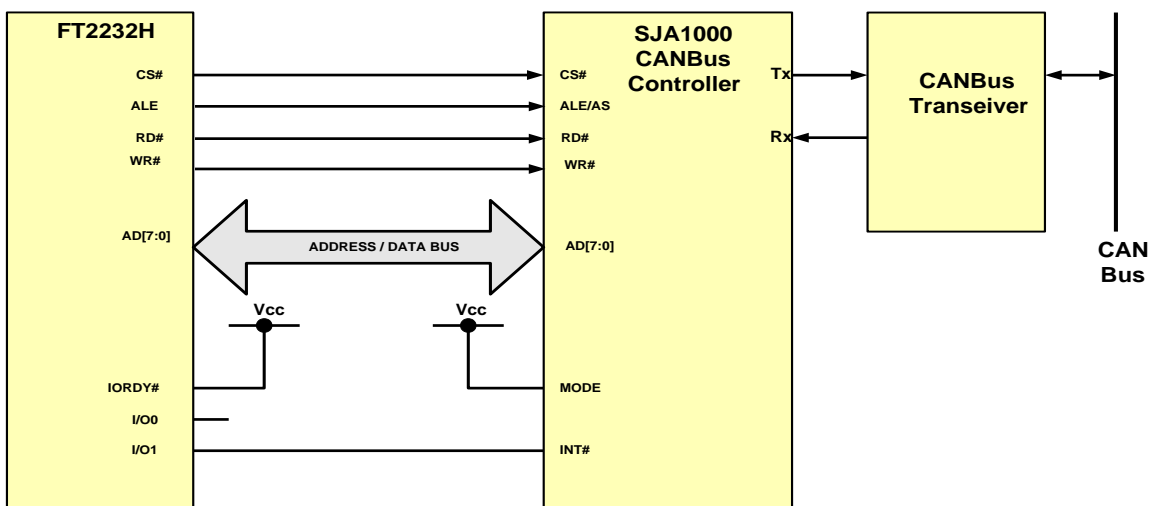 FT2232H
CS#
ALE
RD#
WR#
AD[7:0]
IORDY#
I/O0
I/O1
ADDRESS / DATA BUS
Vcc
Vcc
SJA1000
CANBus
Controller
CS#
ALE/AS
RD#
WR#
AD[7:0]
MODE
INT#
Tx
Rx
CANBus
Transeiver
CAN
Bus